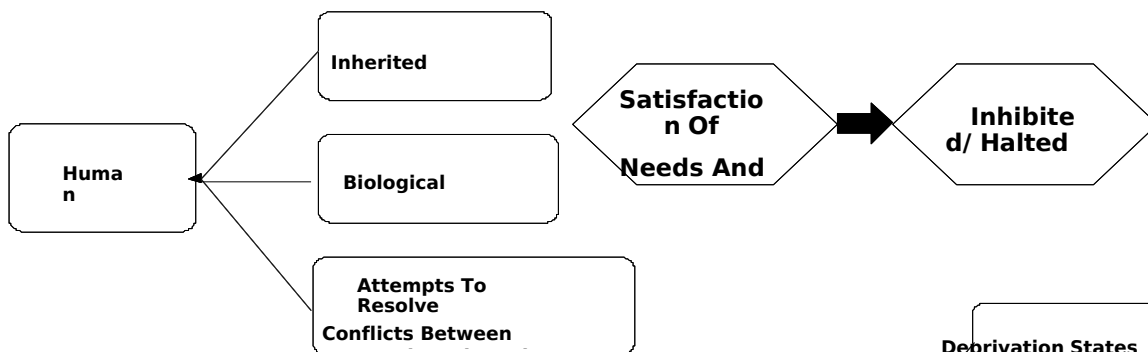 Inherited
Satisfactio
n Of
Needs And
Inhibite
d/ Halted
Huma
n
Biological
Attempts To
Resolve
Conflicts Between
Deprivation States